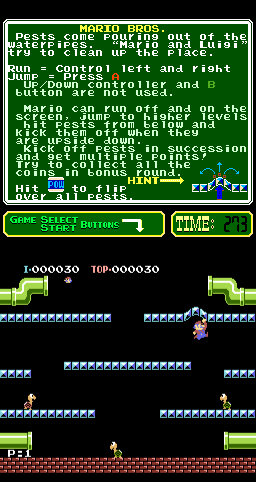 MARIO BROS.
Pests come pouring out of the
waterpipes. "Mario and Luigi"
try to clean up the place.
Run = Control left and right
Jump = Press A
Up/Down controller and B
button are not used.
Mario can run off and on the
screen, jump to higher levels
hit pests from below and
kick them off when they
are upside down.
Kick off pests in succession
and get multiple points!
Try to collect all the
coins in bonus round.
HINT
Hit POW to flip
over all pests.
GAME SELECT
START BUTTONS
TIME: 273
I-000030 TOP-000030
P:1